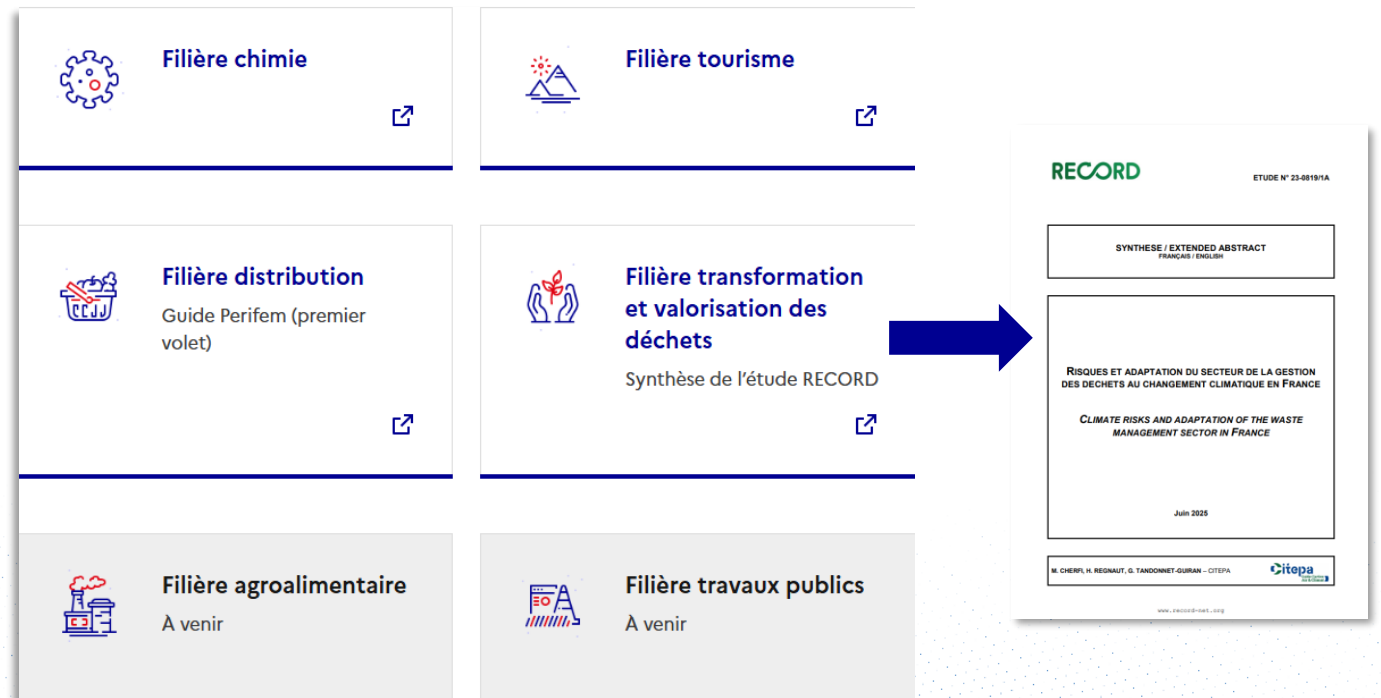 Filière chimie
Filière tourisme
Filière distribution
Guide Perifem (premier
volet)
Filière transformation
et valorisation des
déchets
Synthèse de l'étude RECORD
Filière agroalimentaire
À venir
Filière travaux publics
À venir
RECORD
ETUDE N° 23-0819/1A
SYNTHESE / EXTENDED ABSTRACT
FRANÇAIS / ENGLISH
RISQUES ET ADAPTATION DU SECTEUR DE LA GESTION
DES DECHETS AU CHANGEMENT CLIMATIQUE EN FRANCE
CLIMATE RISKS AND ADAPTATION OF THE WASTE
MANAGEMENT SECTOR IN FRANCE
Juin 2025
M. CHERFI, H. REGNAUT, G. TANDONNET-GUIRAN – CITEPA
Citepa
www.record-net.org